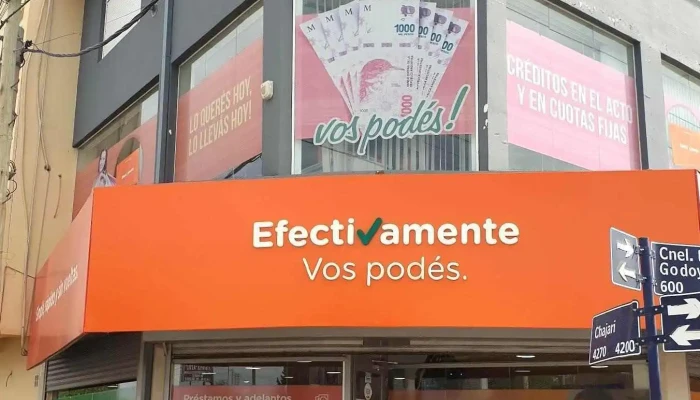 M M M
1000
1000
vos podés!
LO QUERÉS HOY,
LO LLEVÁS HOY!
CRÉDITOS EN EL ACTO
Y EN CUOTAS FIJAS
Efectivamente
Vos podés.
Cnel.
Godoy
600
Chajarí
4270 4200
Préstamos y adelantos